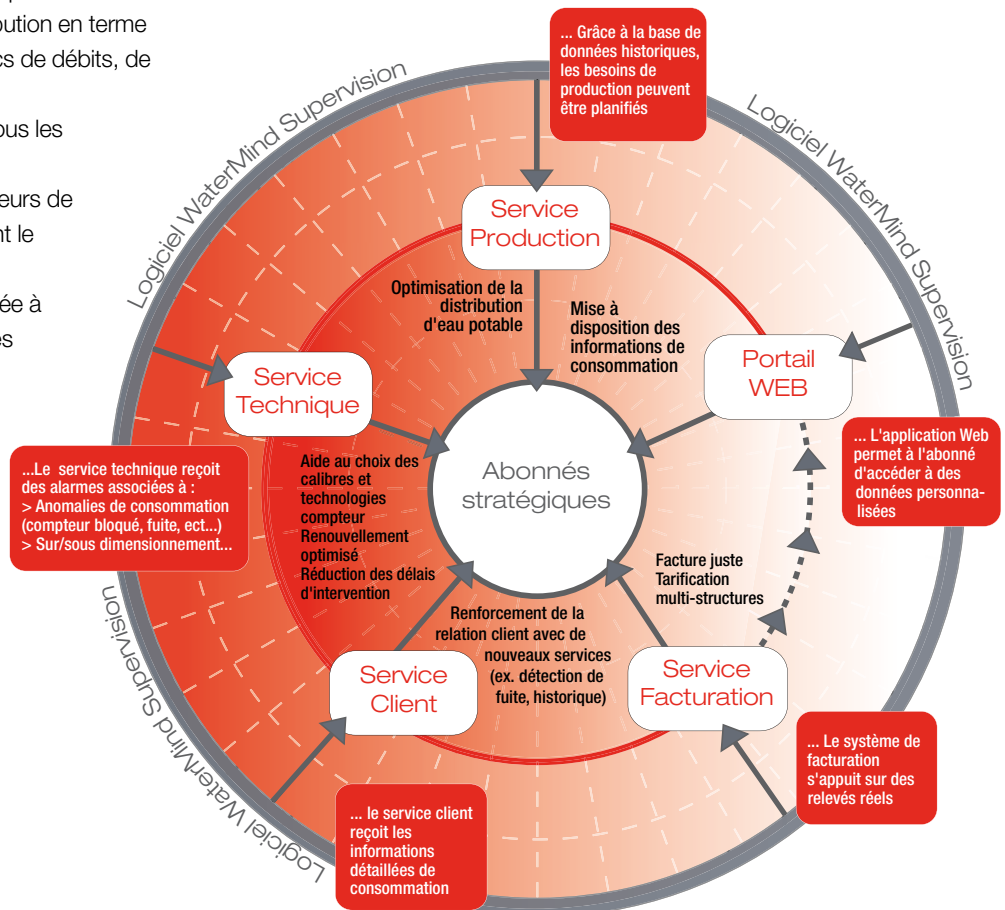 bution en terme
cs de débits, de
ous les
eurs de
nt le
ée à
es
... Grâce à la base de
données historiques,
les besoins de
production peuvent
être planifiés
Logiciel WaterMind Supervision
Logiciel WaterMind Supervision
Service
Production
Optimisation de la
distribution
d'eau potable
Mise à
disposition des
informations de
consommation
Portail
WEB
Service
Technique
... L'application Web
permet à l'abonné
d'accéder à des
données personna-
lisées
...Le service technique reçoit
des alarmes associées à :
> Anomalies de consommation
(compteur bloqué, fuite, ect...)
> Sur/sous dimensionnement...
Aide au choix des
calibres et
technologies
compteur
Renouvellement
optimisé
Réduction des délais
d'intervention
Abonnés
stratégiques
Facture juste
Tarification
multi-structures
Renforcement de la
relation client avec de
nouveaux services
(ex. détection de
fuite, historique)
Service
Client
Service
Facturation
Logiciel WaterMind Supervision
... Le système de
facturation
s'appuit sur des
relevés réels
... le service client
reçoit les
informations
détaillées de
consommation